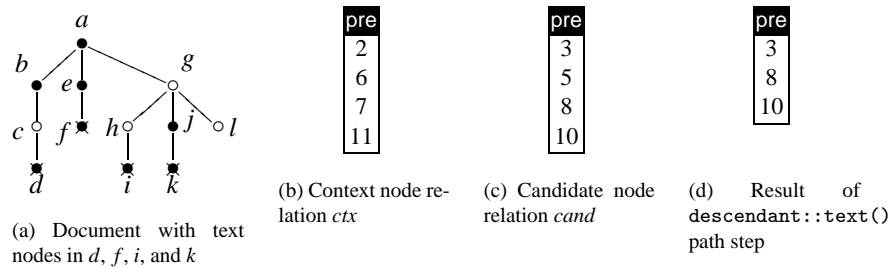 a
b
e
g
c
f
h
j
l
d
i
k
(a) Document with text
nodes in d, f, i, and k
pre
2
6
7
11
(b) Context node re-
lation ctx
pre
3
5
8
10
(c) Candidate node
relation cand
pre
3
8
10
(d) Result of
descendant::text()
path step